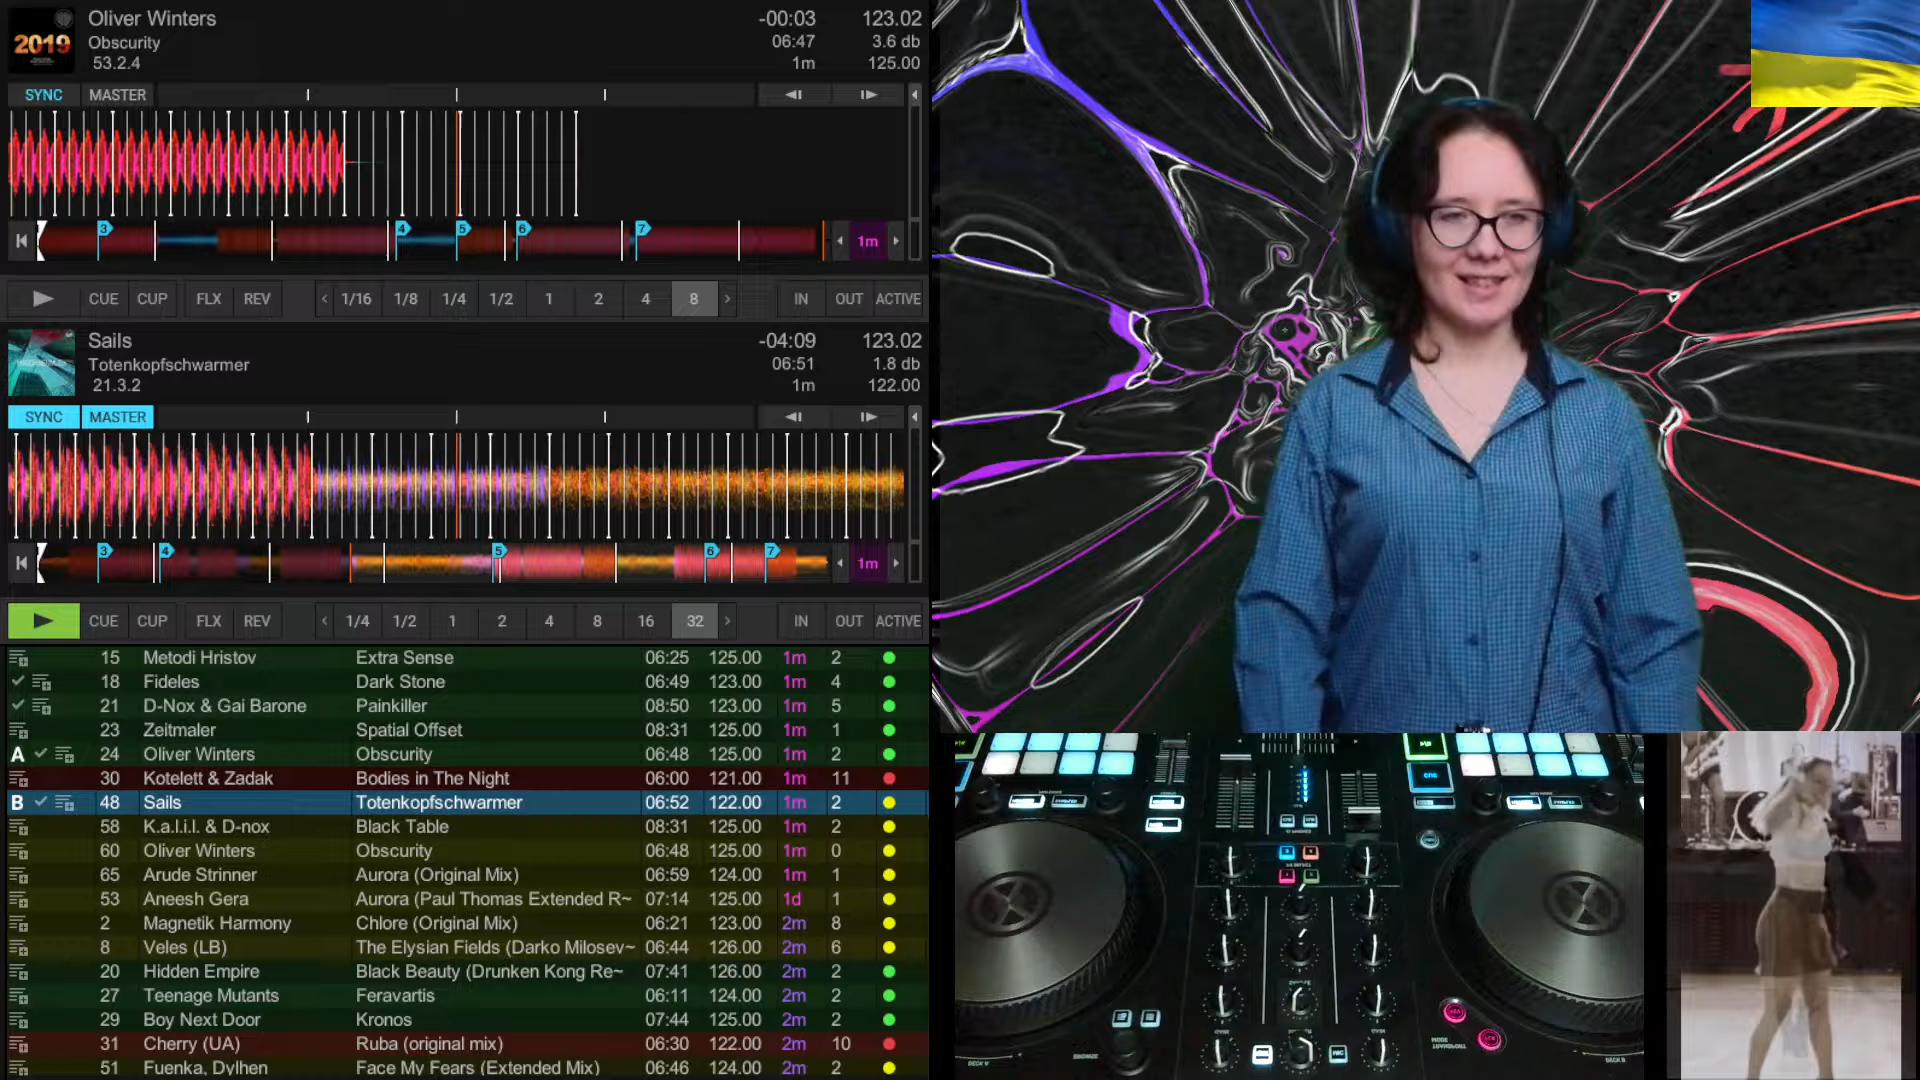 2019
Oliver Winters -00:03 123.02
Obscurity 06:47 3.6 db
53.2.4 1m 125.00
SYNC MASTER
3 4 5 6 7 1m
CUE CUP FLX REV 1/16 1/8 1/4 1/2 1 2 4 8 IN OUT ACTIVE
Sails -04:09 123.02
Totenkopfschwarmer 06:51 1.8 db
21.3.2 1m 122.00
SYNC MASTER
3 4 5 6 7 1m
CUE CUP FLX REV 1/4 1/2 1 2 4 8 16 32 IN OUT ACTIVE
15 Metodi Hristov Extra Sense 06:25 125.00 1m 2
18 Fideles Dark Stone 06:49 123.00 1m 4
21 D-Nox & Gai Barone Painkiller 08:50 123.00 1m 5
23 Zeitmaler Spatial Offset 08:31 125.00 1m 1
A 24 Oliver Winters Obscurity 06:48 125.00 1m 2
30 Kotelett & Zadak Bodies in The Night 06:00 121.00 1m 11
B 48 Sails Totenkopfschwarmer 06:52 122.00 1m 2
58 K.a.l.i.l. & D-nox Black Table 08:31 125.00 1m 2
60 Oliver Winters Obscurity 06:48 125.00 1m 0
65 Arude Strinner Aurora (Original Mix) 06:59 124.00 1m 1
53 Aneesh Gera Aurora (Paul Thomas Extended R~ 07:14 125.00 1d 1
2 Magnetik Harmony Chlore (Original Mix) 06:21 123.00 2m 8
8 Veles (LB) The Elysian Fields (Darko Milosev~ 06:44 126.00 2m 6
20 Hidden Empire Black Beauty (Drunken Kong Re~ 07:41 126.00 2m 2
27 Teenage Mutants Feravartis 06:11 124.00 2m 2
29 Boy Next Door Kronos 07:44 125.00 2m 2
31 Cherry (UA) Ruba (original mix) 06:30 122.00 2m 10
51 Fuenka, Dylhen Face My Fears (Extended Mix) 06:46 124.00 2m 2